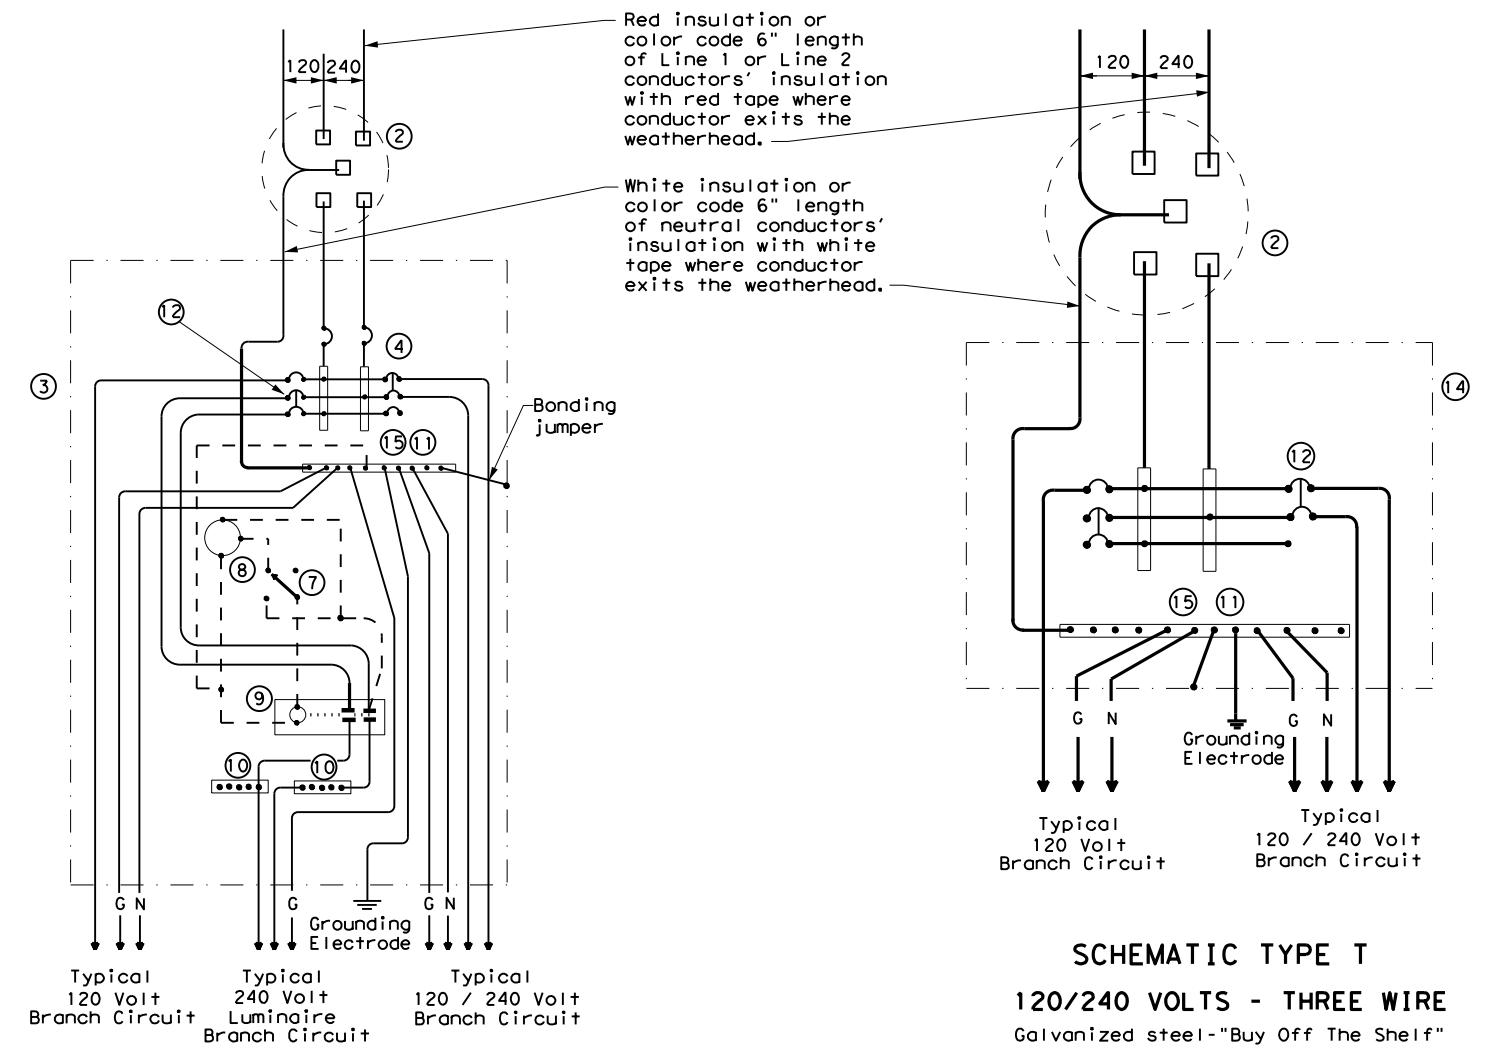 Red insulation or
color code 6" length
of Line 1 or Line 2
conductors' insulation
with red tape where
conductor exits the
weatherhead.
White insulation or
color code 6" length
of neutral conductors'
insulation with white
tape where conductor
exits the weatherhead.
120 240
2
12
4
3
Bonding
jumper
15 11
8
7
9
10
10
G N
G
G N
Grounding
Electrode
Typical
120 Volt
Branch Circuit
Typical
240 Volt
Luminaire
Branch Circuit
Typical
120 / 240 Volt
Branch Circuit
120 240
2
14
12
15 11
G N
G N
Grounding
Electrode
Typical
120 Volt
Branch Circuit
Typical
120 / 240 Volt
Branch Circuit
SCHEMATIC TYPE T
120/240 VOLTS - THREE WIRE
Galvanized steel-"Buy Off The Shelf"